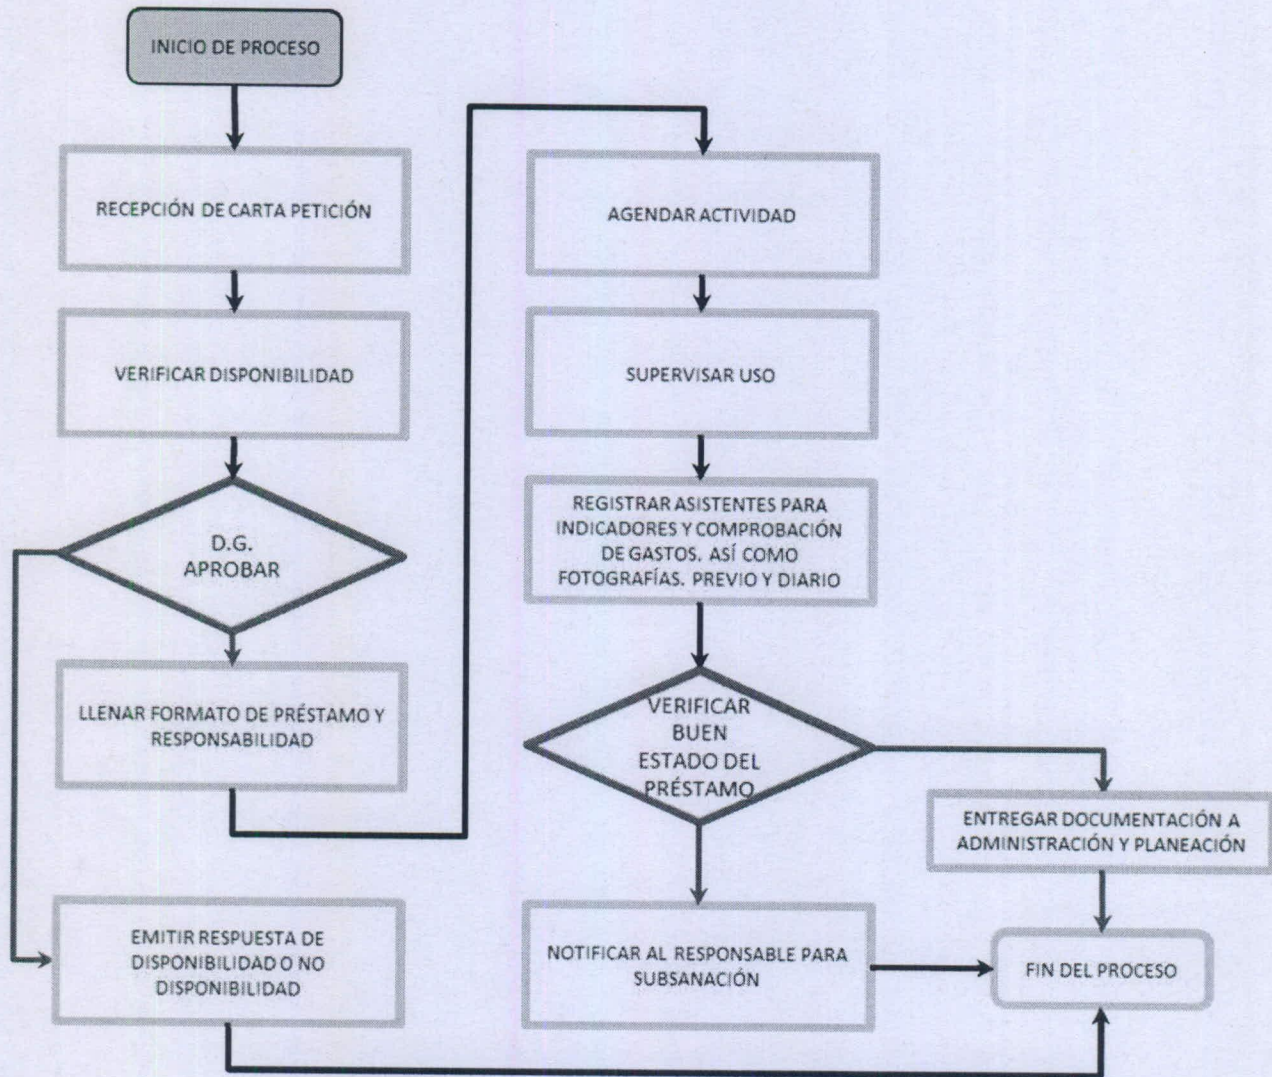 INICIO DE PROCESO
RECEPCIÓN DE CARTA PETICIÓN
VERIFICAR DISPONIBILIDAD
D.G.
APROBAR
LLENAR FORMATO DE PRÉSTAMO Y
RESPONSABILIDAD
EMITIR RESPUESTA DE
DISPONIBILIDAD O NO
DISPONIBILIDAD
AGENDAR ACTIVIDAD
SUPERVISAR USO
REGISTRAR ASISTENTES PARA
INDICADORES Y COMPROBACIÓN
DE GASTOS. ASÍ COMO
FOTOGRAFÍAS. PREVIO Y DIARIO
VERIFICAR
BUEN
ESTADO DEL
PRÉSTAMO
NOTIFICAR AL RESPONSABLE PARA
SUBSANACIÓN
ENTREGAR DOCUMENTACIÓN A
ADMINISTRACIÓN Y PLANEACIÓN
FIN DEL PROCESO